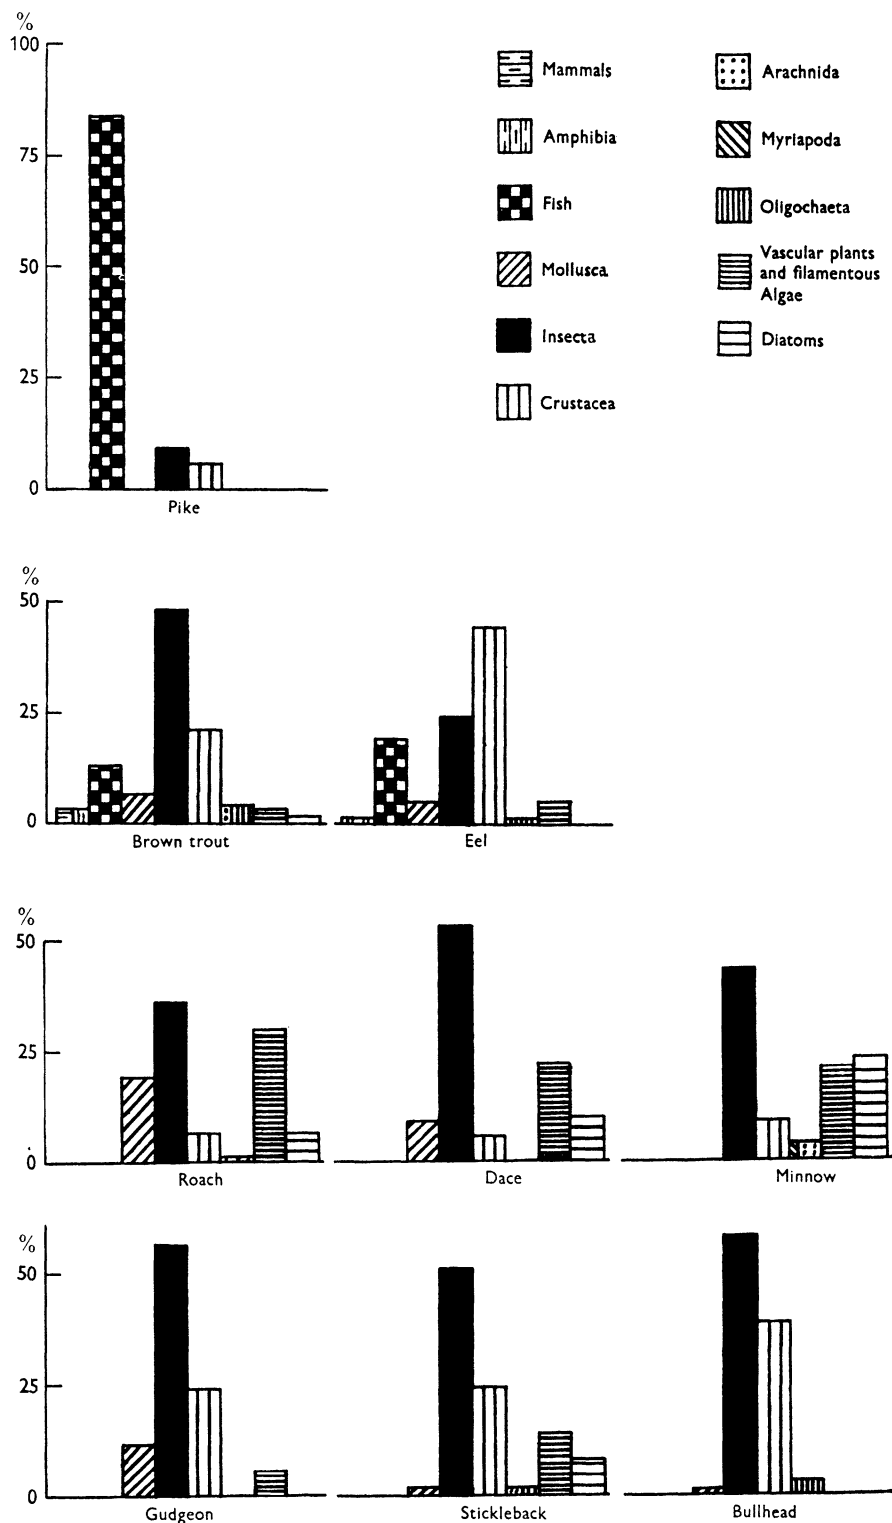 %
100
75
50
25
0
Pike
Mammals
Amphibia
Fish
Mollusca
Insecta
Crustacea
Arachnida
Myriapoda
Oligochaeta
Vascular plants
and filamentous
Algae
Diatoms
%
50
25
0
Brown trout
Eel
%
50
25
0
Roach
Dace
Minnow
%
50
25
0
Gudgeon
Stickleback
Bullhead